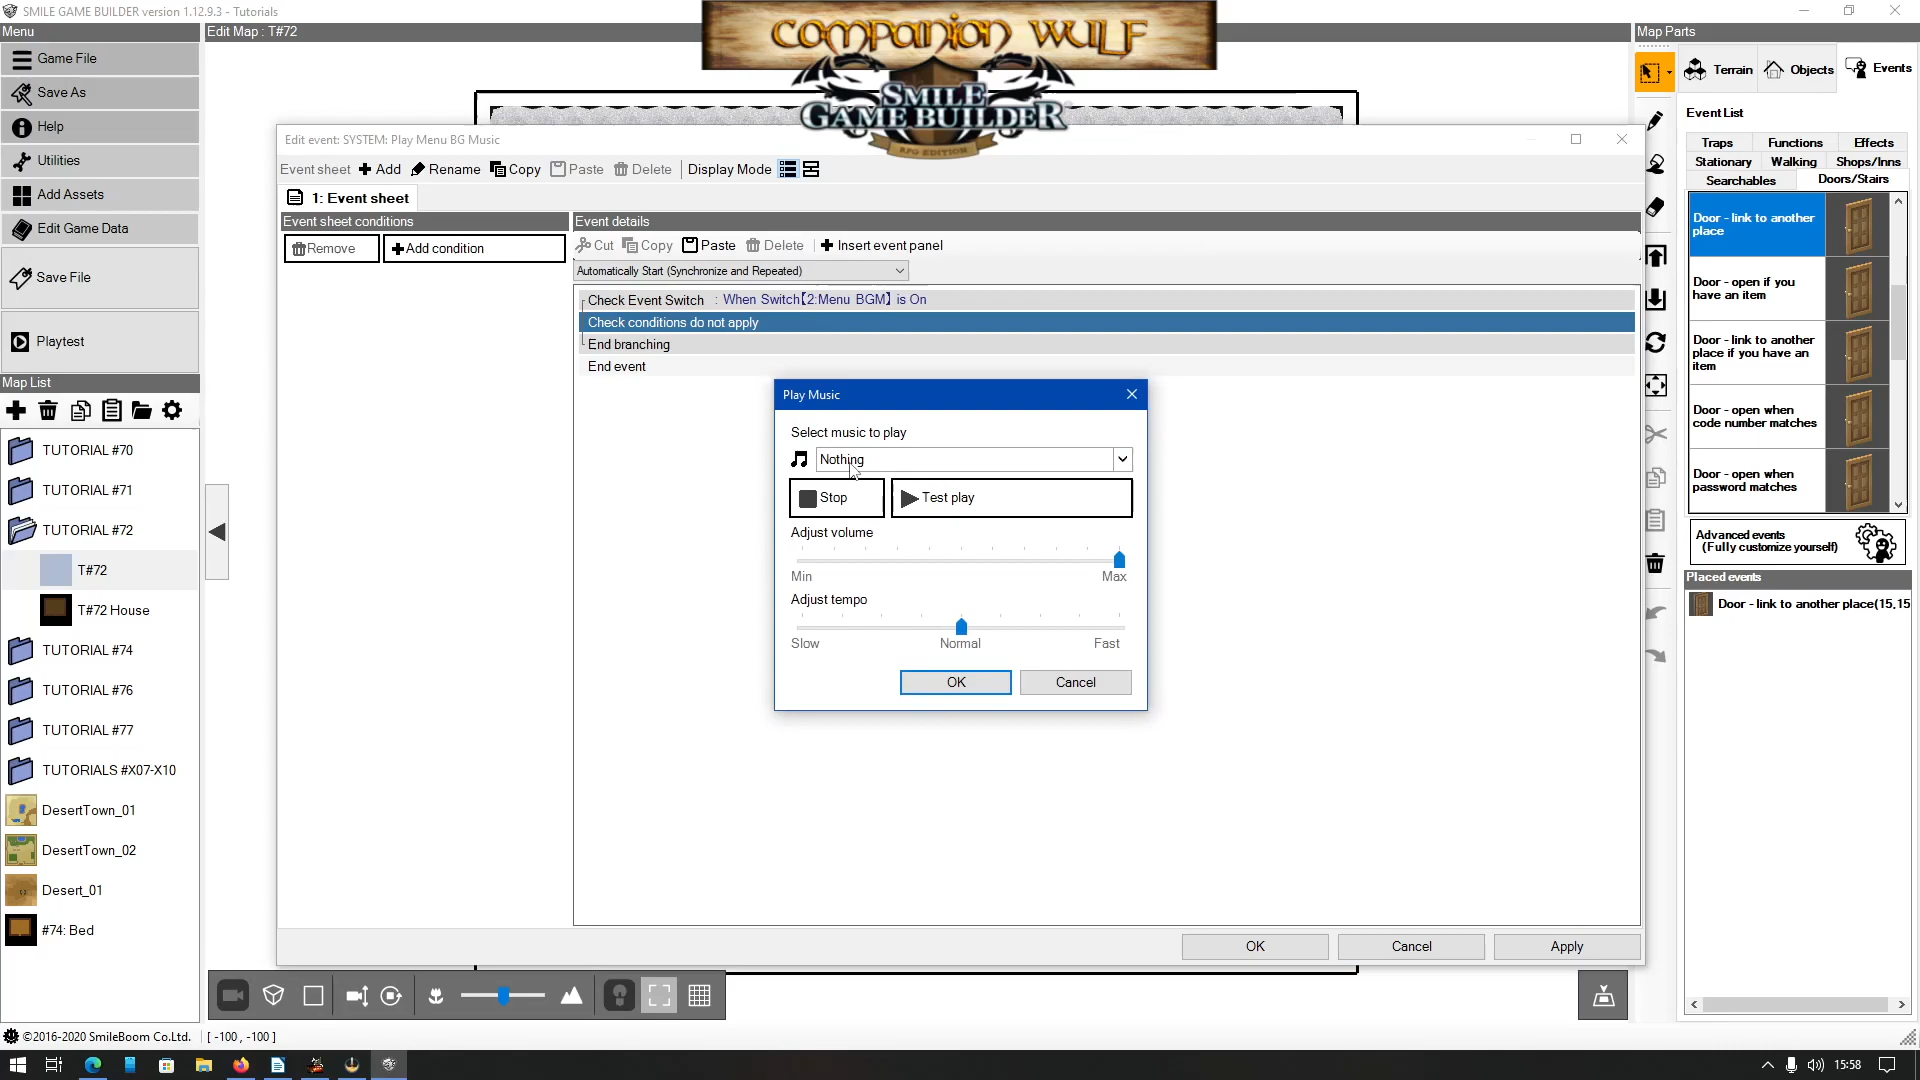 SMILE GAME BUILDER version 1.12.9.3 - Tutorials
COMPANION WULF
SMILE
GAME BUILDER
RPG EDITION
Menu
Game File
Save As
Help
Utilities
Add Assets
Edit Game Data
Save File
Playtest
Map List
TUTORIAL #70
TUTORIAL #71
TUTORIAL #72
T#72
T#72 House
TUTORIAL #74
TUTORIAL #76
TUTORIAL #77
TUTORIALS #X07-X10
DesertTown_01
DesertTown_02
Desert_01
#74: Bed
©2016-2020 SmileBoom Co.Ltd.
[ -100 , -100 ]
Edit Map : T#72
Edit event: SYSTEM: Play Menu BG Music
Event sheet Add Rename Copy Paste Delete Display Mode
1: Event sheet
Event sheet conditions
Remove
Add condition
Event details
Cut Copy Paste Delete Insert event panel
Automatically Start (Synchronize and Repeated)
Check Event Switch : When Switch【2:Menu BGM】 is On
Check conditions do not apply
End branching
End event
Play Music
Select music to play
Nothing
Stop
Test play
Adjust volume
Min Max
Adjust tempo
Slow Normal Fast
OK
Cancel
OK
Cancel
Apply
Map Parts
Terrain
Objects
Events
Event List
Traps Functions Effects
Stationary Walking Shops/Inns
Searchables Doors/Stairs
Door - link to another
place
Door - open if you
have an item
Door - link to another
place if you have an
item
Door - open when
code number matches
Door - open when
password matches
Advanced events
(Fully customize yourself)
Placed events
Door - link to another place(15,15
15:58